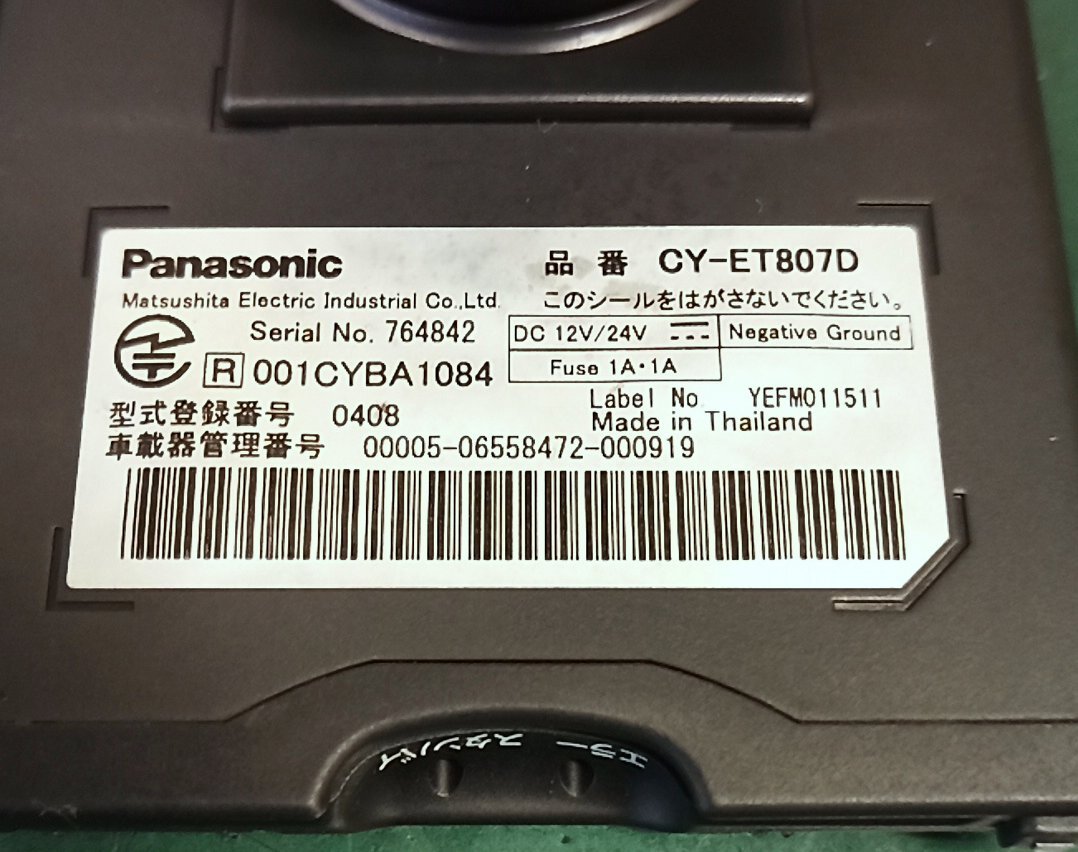 Panasonic 品番 CY-ET807D
Matsushita Electric Industrial Co.,Ltd. このシールをはがさないでください。
Serial No. 764842 DC 12V/24V Negative Ground
R 001CYBA1084 Fuse 1A・1A
Label No. YEFM011511
型式登録番号 0408 Made in Thailand
車載器管理番号 00005-06558472-000919
スタンバイ エラー